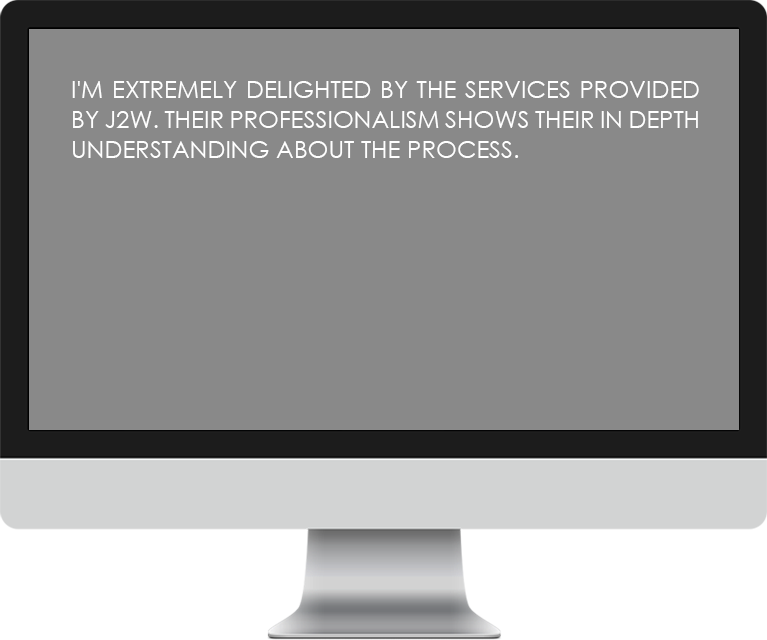 I'M EXTREMELY DELIGHTED BY THE SERVICES PROVIDED
BY J2W. THEIR PROFESSIONALISM SHOWS THEIR IN DEPTH
UNDERSTANDING ABOUT THE PROCESS.